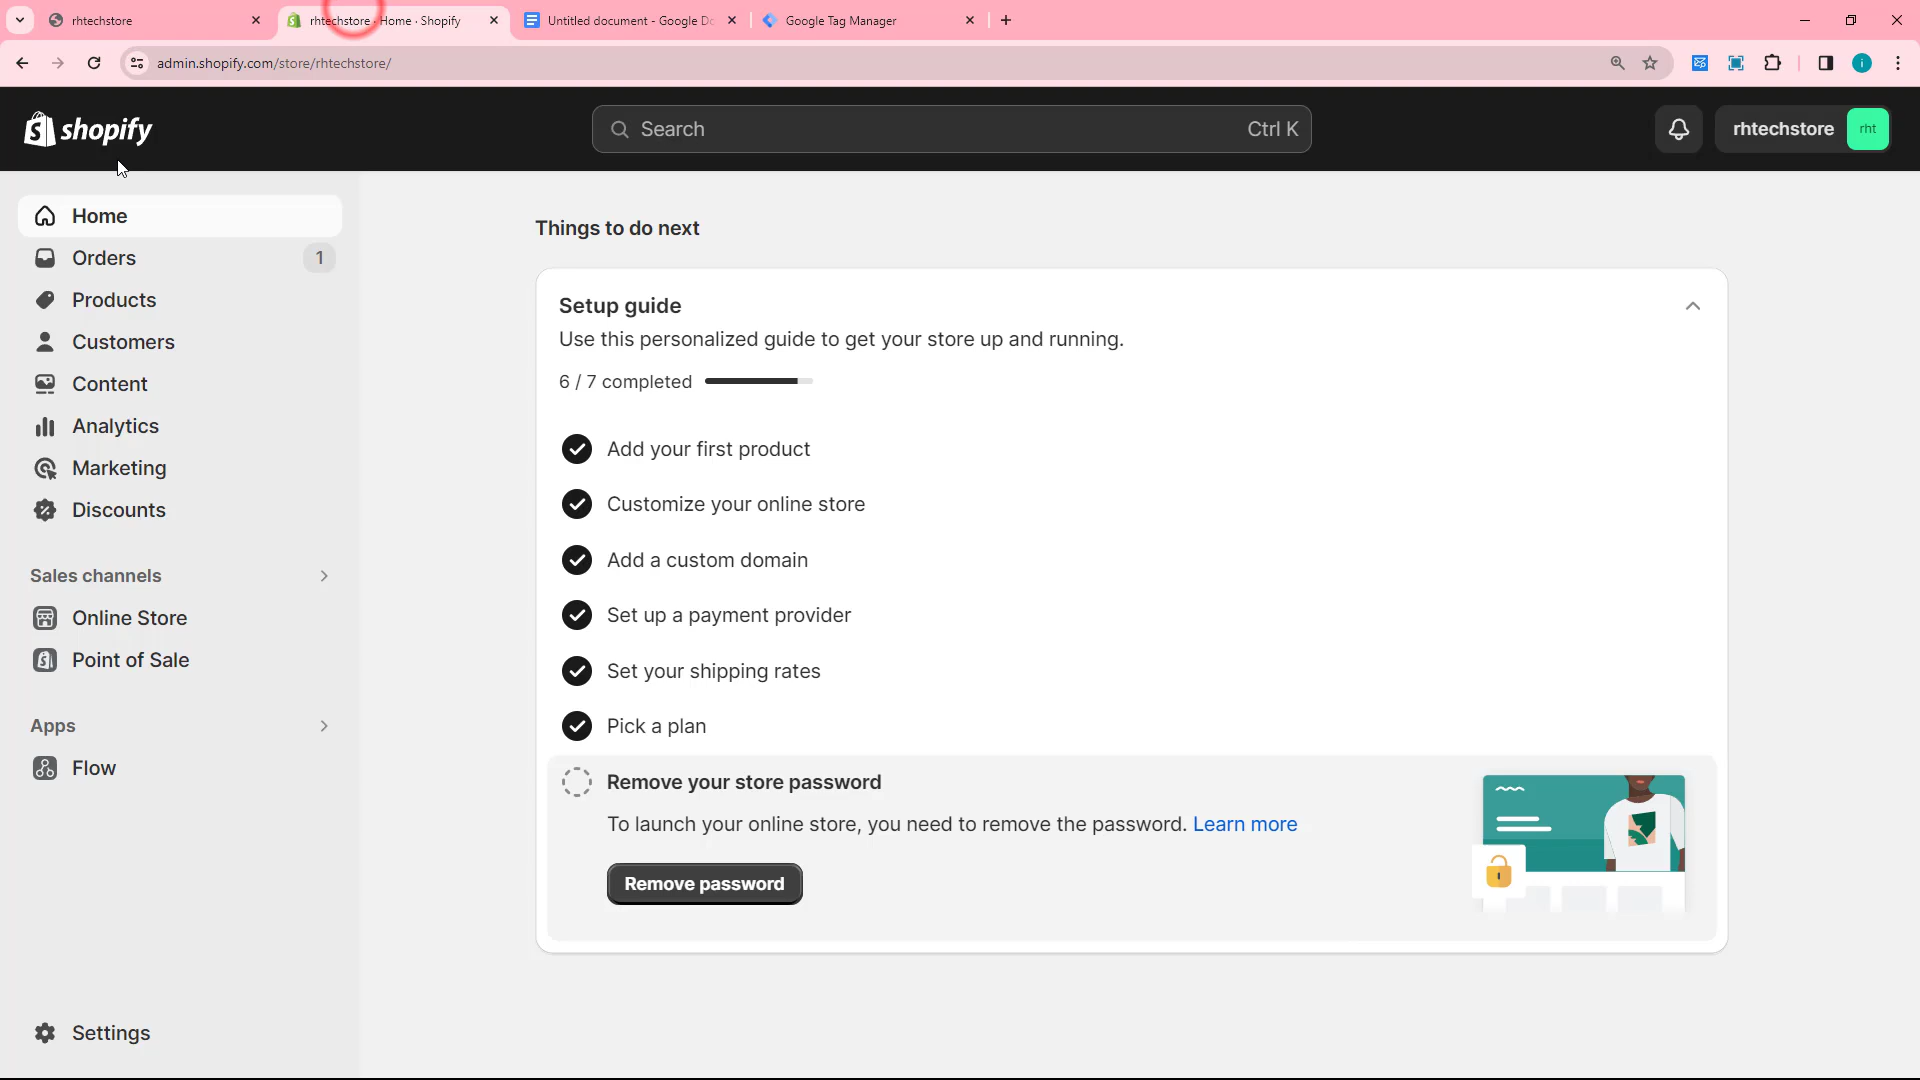 rhtechstore
rhtechstore · Home · Shopify
Untitled document - Google Do
Google Tag Manager
admin.shopify.com/store/rhtechstore/
i
shopify
Search
Ctrl K
rhtechstore
rht
Home
Orders
1
Products
Customers
Content
Analytics
Marketing
Discounts
Sales channels
Online Store
Point of Sale
Apps
Flow
Settings
Things to do next
Setup guide
Use this personalized guide to get your store up and running.
6 / 7 completed
Add your first product
Customize your online store
Add a custom domain
Set up a payment provider
Set your shipping rates
Pick a plan
Remove your store password
To launch your online store, you need to remove the password. Learn more
Remove password